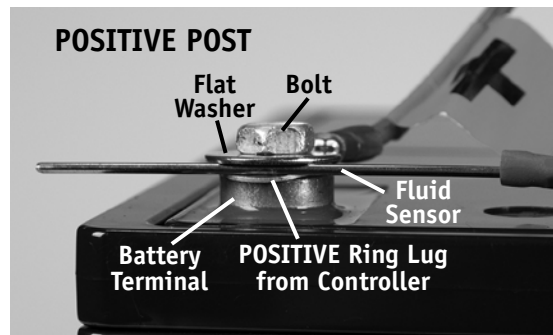 POSITIVE POST
Flat
Washer
Bolt
Fluid
Sensor
Battery
Terminal
POSITIVE Ring Lug
from Controller